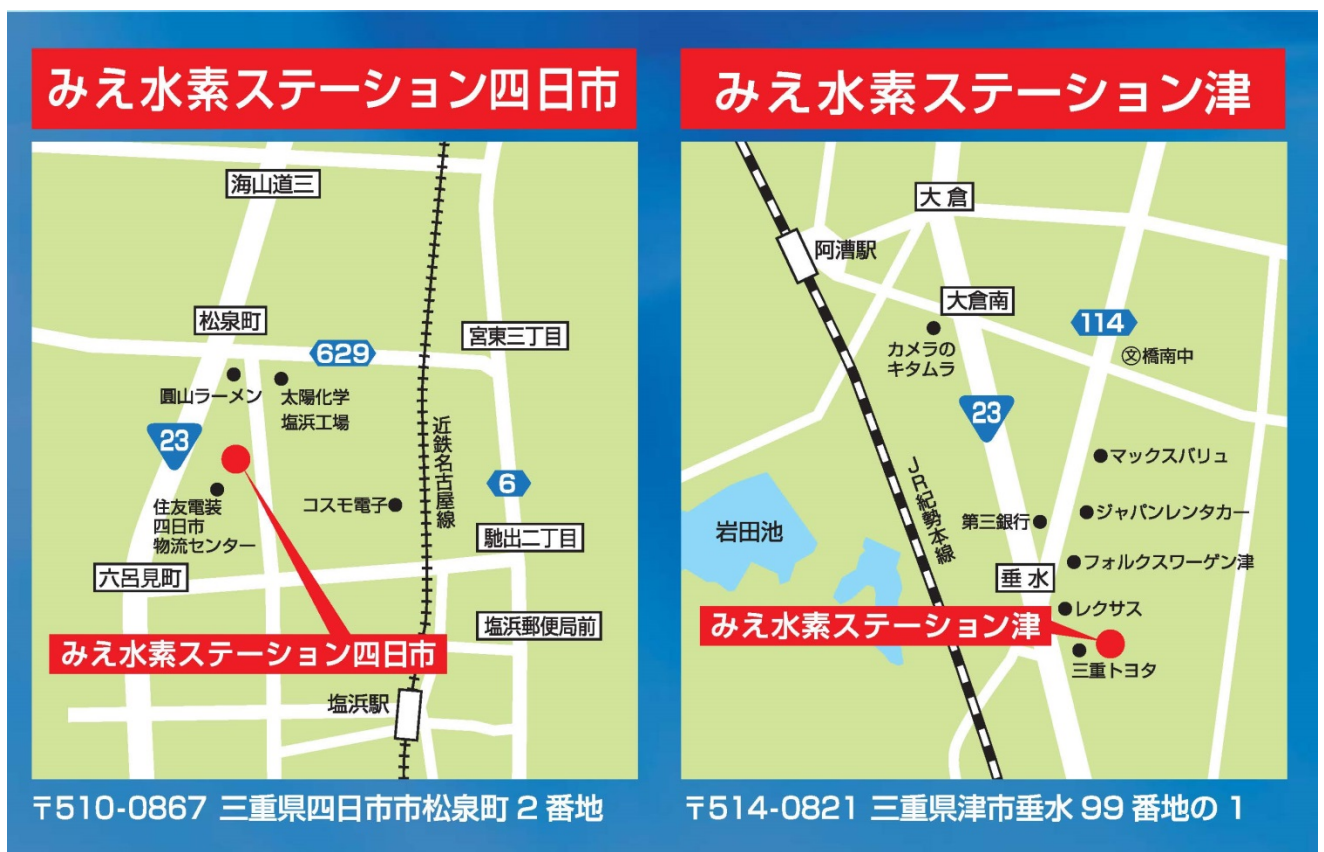 みえ水素ステーション四日市
海山道三
松泉町
629
宮東三丁目
圓山ラーメン
太陽化学
塩浜工場
23
近鉄名古屋線
6
住友電装
四日市
物流センター
コスモ電子
馳出二丁目
六呂見町
塩浜郵便局前
みえ水素ステーション四日市
塩浜駅
〒510-0867 三重県四日市市松泉町2番地
みえ水素ステーション津
大倉
阿漕駅
大倉南
114
カメラの
キタムラ
文橋南中
23
マックスバリュ
JR紀勢本線
岩田池
第三銀行
ジャパンレンタカー
フォルクスワーゲン津
垂水
レクサス
みえ水素ステーション津
三重トヨタ
〒514-0821 三重県津市垂水99番地の1